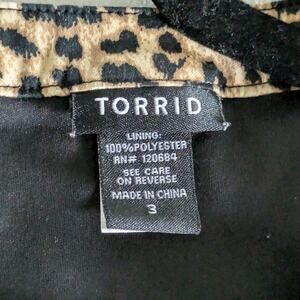 TORRID
LINING:
100%POLYESTER
RN# 120684
SEE CARE
ON REVERSE
MADE IN CHINA
3